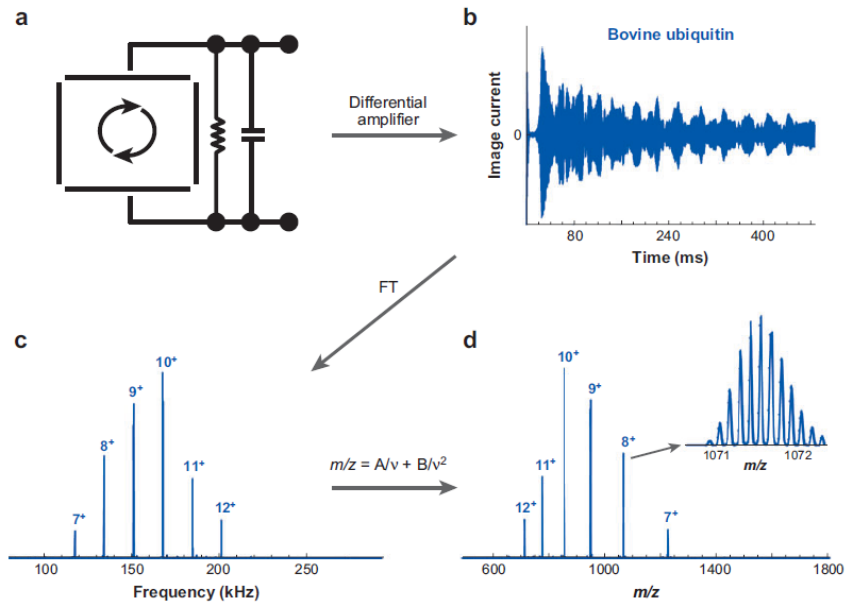 a
b
Bovine ubiquitin
Image current
0
80
240
400
Time (ms)
Differential
amplifier
FT
c
7⁺
8⁺
9⁺
10⁺
11⁺
12⁺
100
150
200
250
Frequency (kHz)
m/z = A/ν + B/ν²
d
12⁺
11⁺
10⁺
9⁺
8⁺
7⁺
600
1000
1400
1800
m/z
1071
1072
m/z